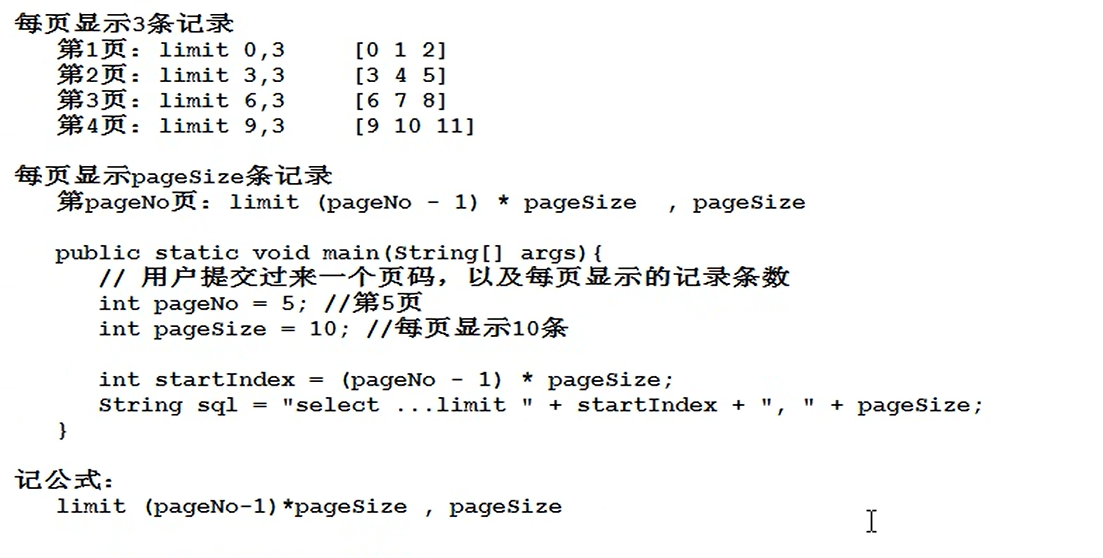 每页显示3条记录
第1页：limit 0,3 [0 1 2]
第2页：limit 3,3 [3 4 5]
第3页：limit 6,3 [6 7 8]
第4页：limit 9,3 [9 10 11]
每页显示pageSize条记录
第pageNo页：limit (pageNo - 1) * pageSize , pageSize
public static void main(String[] args){
// 用户提交过来一个页码，以及每页显示的记录条数
int pageNo = 5; //第5页
int pageSize = 10; //每页显示10条
int startIndex = (pageNo - 1) * pageSize;
String sql = "select ...limit " + startIndex + ", " + pageSize;
}
记公式：
limit (pageNo-1)*pageSize , pageSize